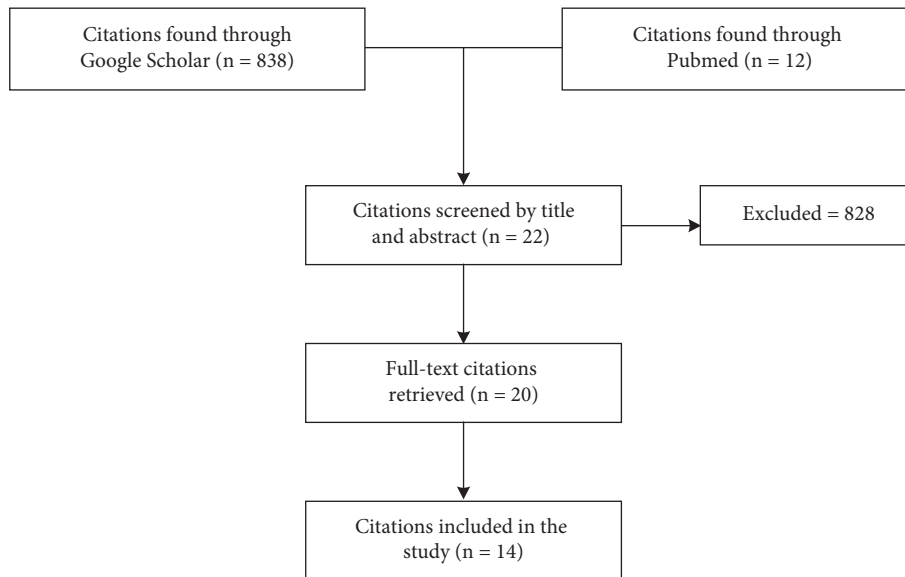 Citations found through
Google Scholar (n = 838)
Citations found through
Pubmed (n = 12)
Citations screened by title
and abstract (n = 22)
Excluded = 828
Full-text citations
retrieved (n = 20)
Citations included in the
study (n = 14)